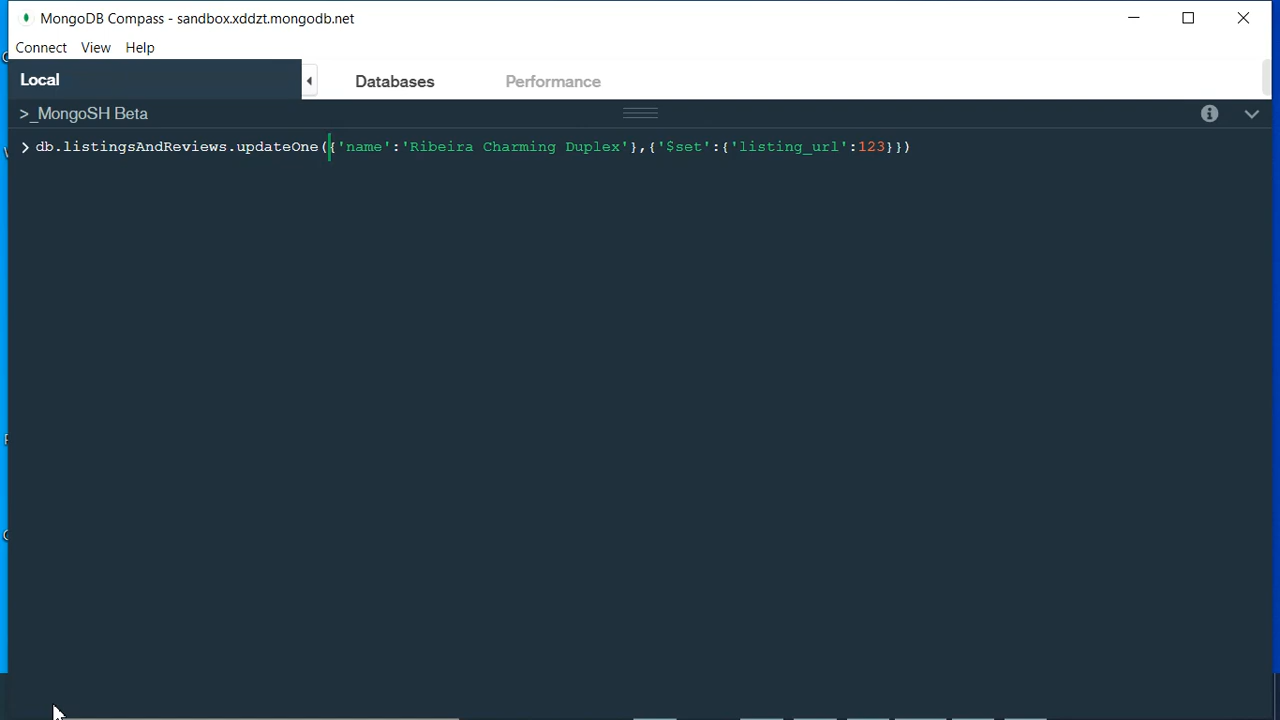 MongoDB Compass - sandbox.xddzt.mongodb.net
Connect View Help
Local Databases Performance
>_MongoSH Beta
db.listingsAndReviews.updateOne({'name':'Ribeira Charming Duplex'},{'$set':{'listing_url':123}})